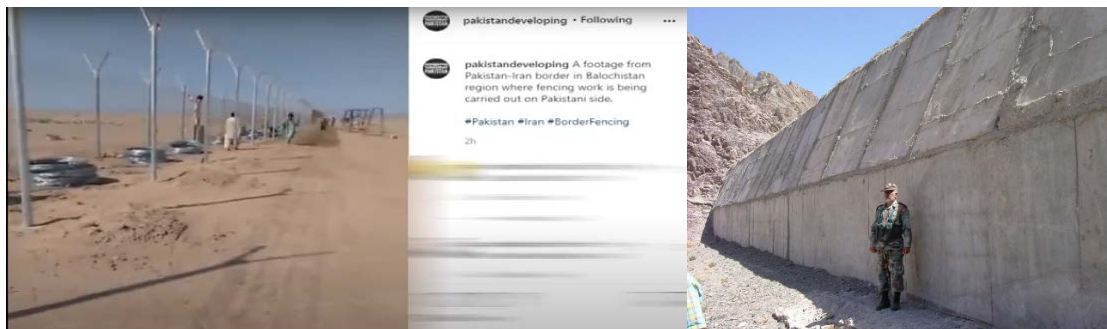 pakistandeveloping • Following •••
pakistandeveloping A footage from
Pakistan-Iran border in Balochistan
region where fencing work is being
carried out on Pakistani side.
#Pakistan #Iran #BorderFencing
2h